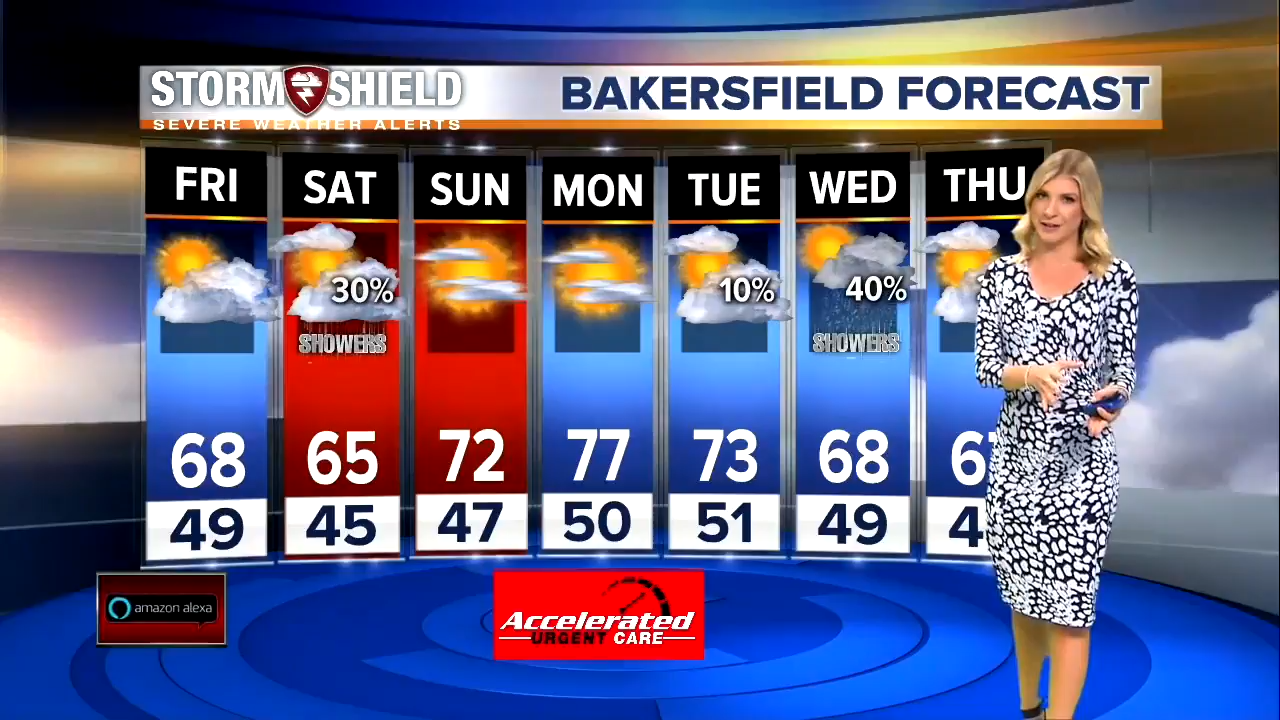 STORM SHIELD
SEVERE WEATHER ALERTS
BAKERSFIELD FORECAST
FRI SAT SUN MON TUE WED THU
30% 10% 40%
SHOWERS SHOWERS
68 65 72 77 73 68
49 45 47 50 51 49
amazon alexa
Accelerated
URGENT CARE